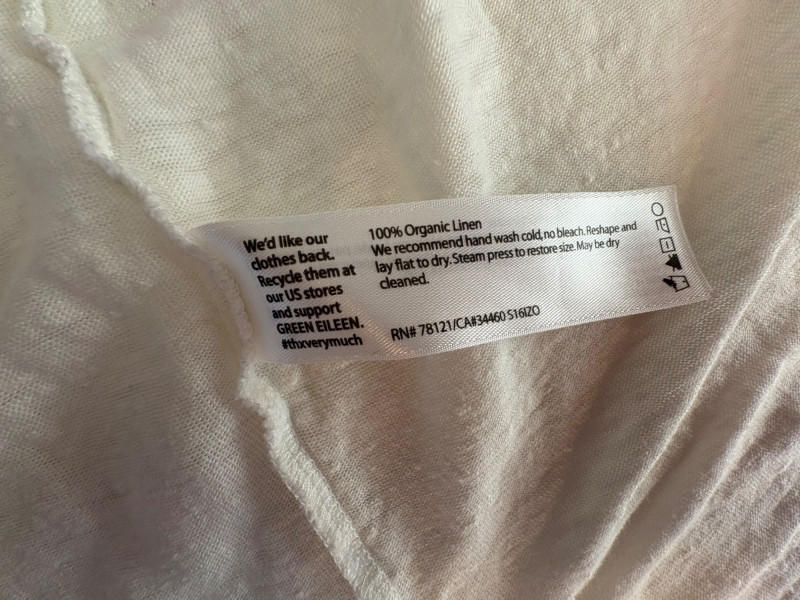 We'd like our
clothes back.
Recycle them at
our US stores
and support
GREEN EILEEN.
#thxverymuch
100% Organic Linen
We recommend hand wash cold, no bleach. Reshape and
lay flat to dry. Steam press to restore size. May be dry
cleaned.
RN# 78121/CA#34460 S16IZO